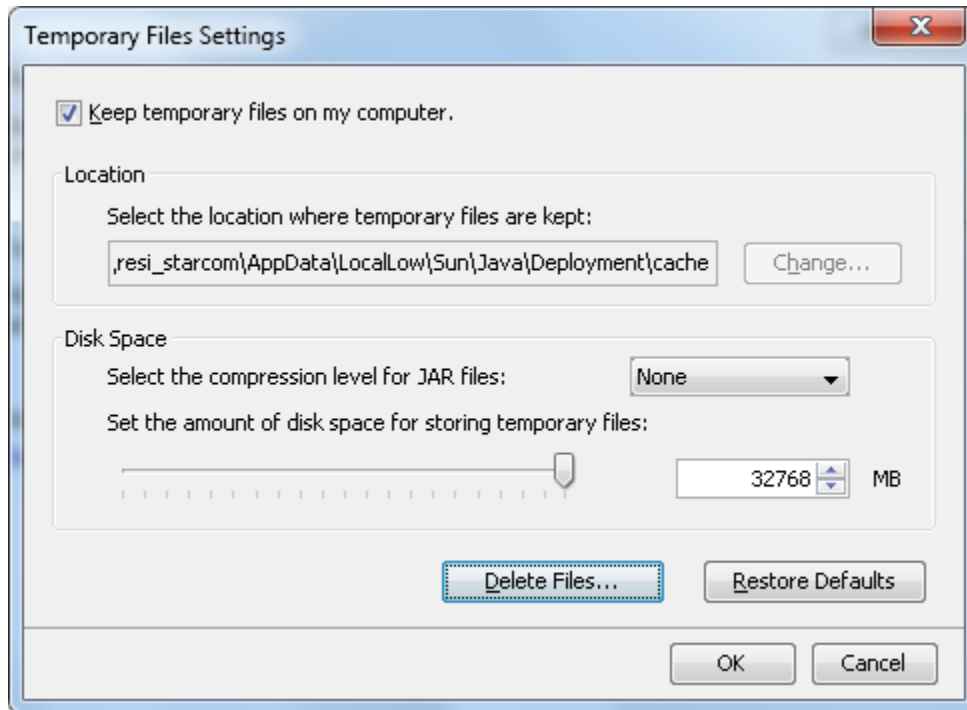 Temporary Files Settings
Keep temporary files on my computer.
Location
Select the location where temporary files are kept:
,resi_starcom\AppData\LocalLow\Sun\Java\Deployment\cache
Change...
Disk Space
Select the compression level for JAR files:
None
Set the amount of disk space for storing temporary files:
32768 MB
Delete Files...
Restore Defaults
OK
Cancel